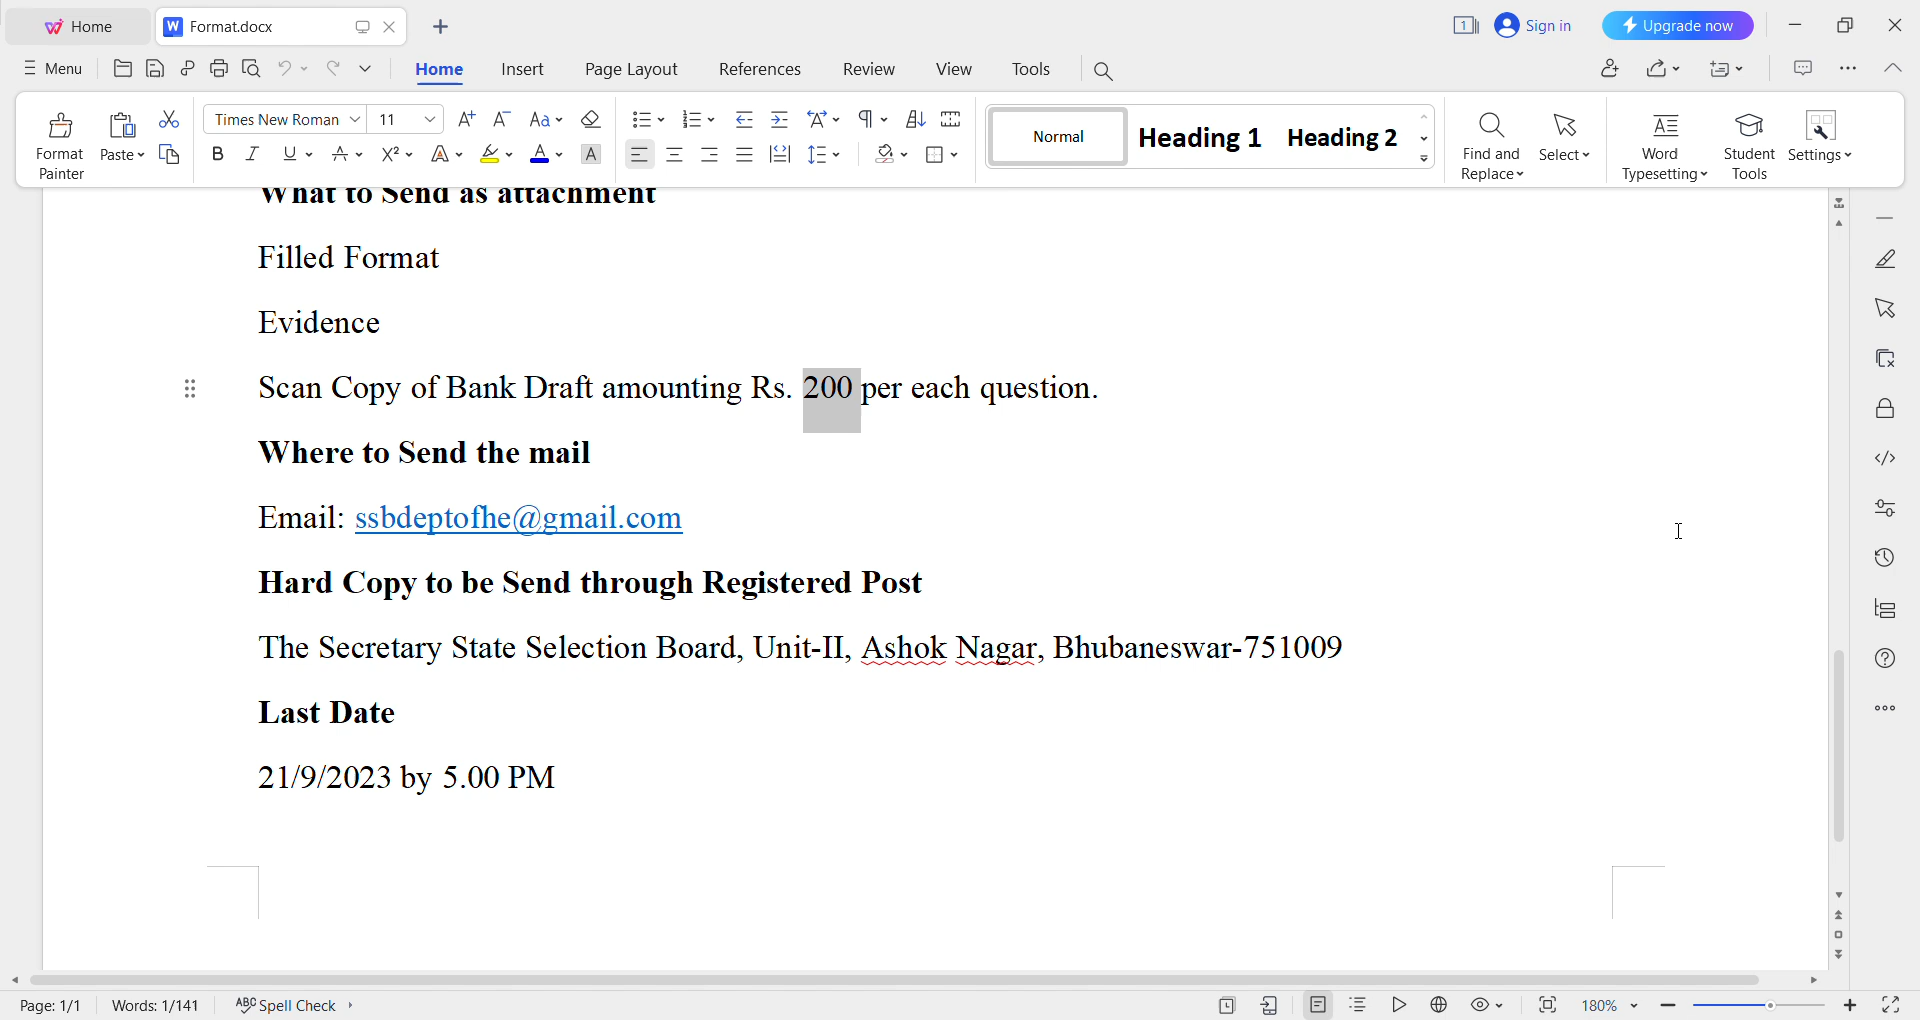 Home Format.docx Sign in Upgrade now
Menu Home Insert Page Layout References Review View Tools
Format Painter Paste Times New Roman 11 Normal Heading 1 Heading 2 Find and Replace Select Word Typesetting Student Tools Settings
What to Send as attachment
Filled Format
Evidence
Scan Copy of Bank Draft amounting Rs. 200 per each question.
Where to Send the mail
Email: ssbdeptofhe@gmail.com
Hard Copy to be Send through Registered Post
The Secretary State Selection Board, Unit-II, Ashok Nagar, Bhubaneswar-751009
Last Date
21/9/2023 by 5.00 PM
Page: 1/1 Words: 1/141 Spell Check 180%